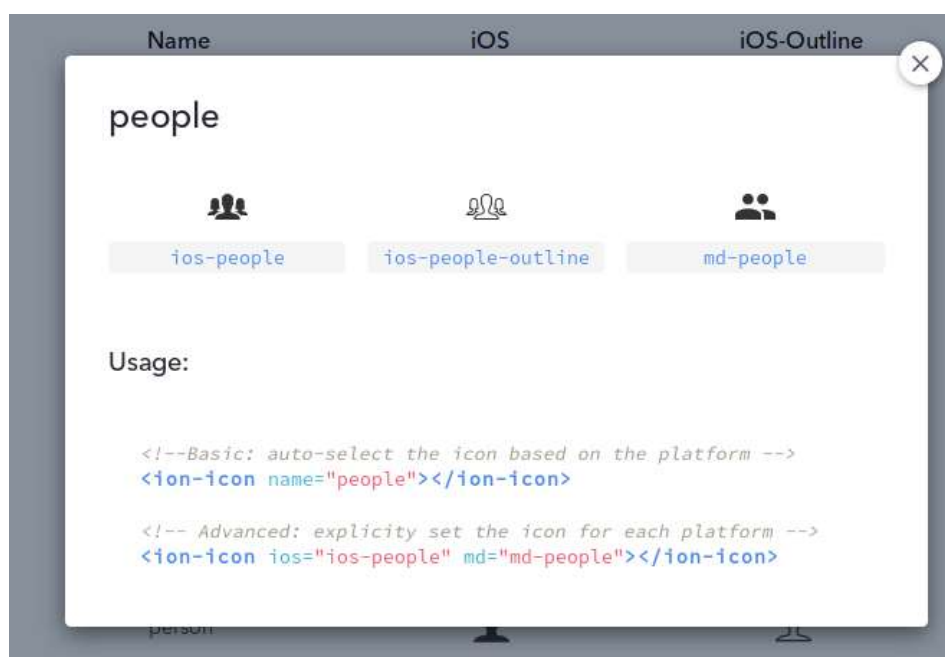 Name iOS iOS-Outline
people
ios-people ios-people-outline md-people
Usage:
<!--Basic: auto-select the icon based on the platform -->
<ion-icon name="people"></ion-icon>
<!-- Advanced: explicity set the icon for each platform -->
<ion-icon ios="ios-people" md="md-people"></ion-icon>
person